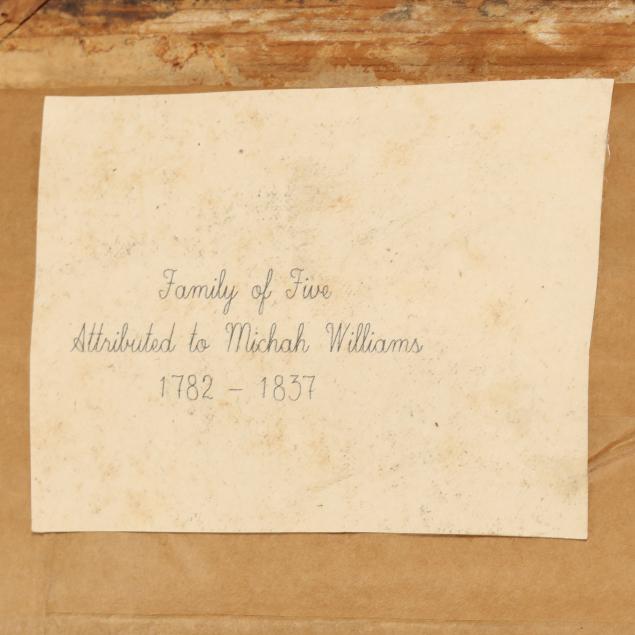 Family of Five
Attributed to Michah Williams
1782 – 1837